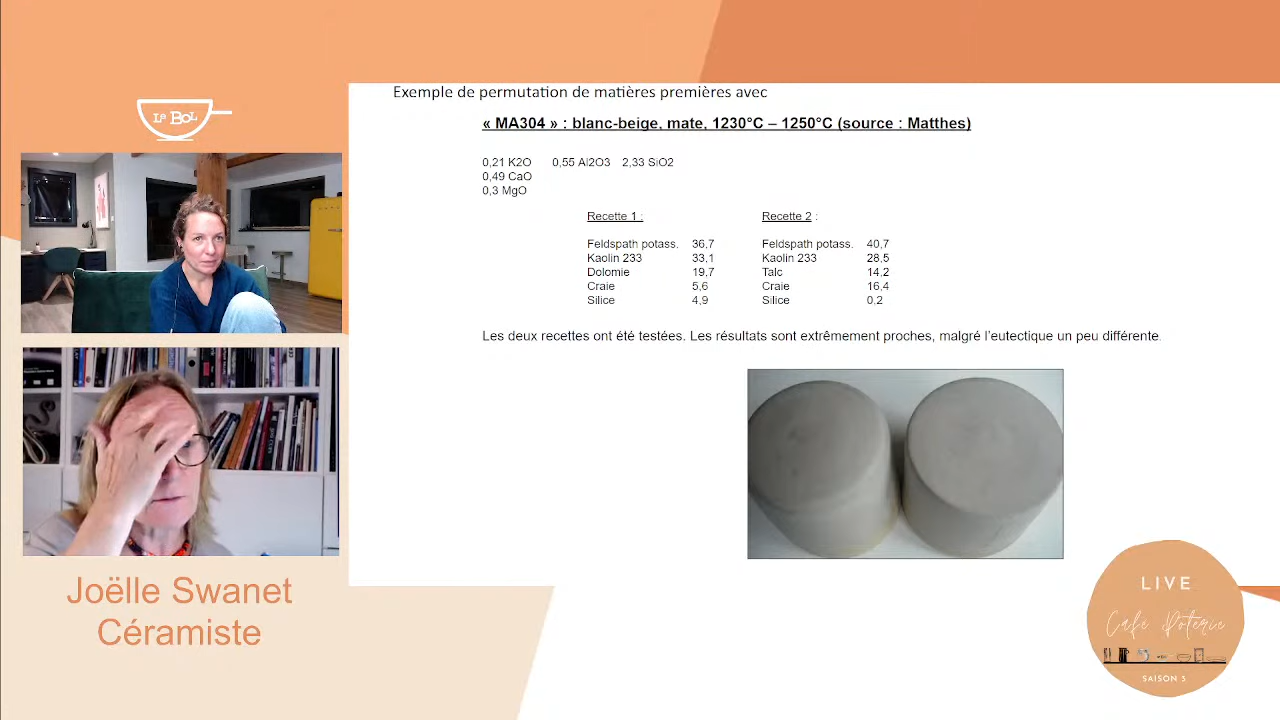 Le BoL
Exemple de permutation de matières premières avec
« MA304 » : blanc-beige, mate, 1230°C – 1250°C (source : Matthes)
0,21 K2O 0,55 Al2O3 2,33 SiO2
0,49 CaO
0,3 MgO
Recette 1 : Recette 2 :
Feldspath potass. 36,7 Feldspath potass. 40,7
Kaolin 233 33,1 Kaolin 233 28,5
Dolomie 19,7 Talc 14,2
Craie 5,6 Craie 16,4
Silice 4,9 Silice 0,2
Les deux recettes ont été testées. Les résultats sont extrêmement proches, malgré l’eutectique un peu différente.
Joëlle Swanet
Céramiste
LIVE
Cafe Poterie
SAISON 3